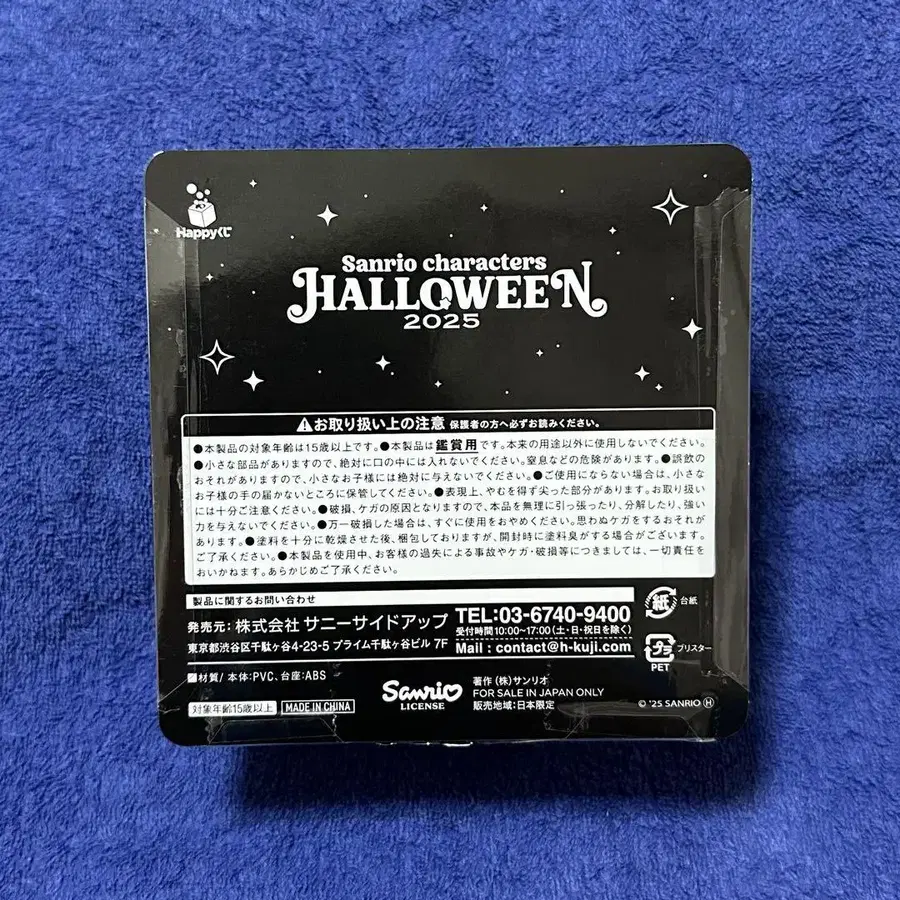 Happyくじ
Sanrio characters
HALLOWEEN
2025
お取り扱い上の注意 保護者の方へ必ずお読みください。
●本製品の対象年齢は15歳以上です。●本製品は鑑賞用です。本来の用途以外に使用しないでください。
●小さな部品がありますので、絶対に口の中には入れないでください。窒息などの危険があります。●誤飲の
おそれがありますので、小さなお子様には絶対に与えないでください。●ご使用にならない場合は、小さな
お子様の手の届かないところに保管してください。●表現上、やむを得ず尖った部分があります。お取り扱い
には十分ご注意ください。●破損、ケガの原因となりますので、本品を無理に引っ張ったり、分解したり、強い
力を与えないでください。●万一破損した場合は、すぐに使用をおやめください。思わぬケガをするおそれが
あります。●塗料を十分に乾燥させた後、梱包しておりますが、開封時に塗料臭がする場合がございます。
ご了承ください。●本製品を使用中、お客様の過失による事故やケガ・破損等につきましては、一切責任を
おいかねます。あらかじめご了承ください。
製品に関するお問い合わせ
発売元：株式会社 サニーサイドアップ
東京都渋谷区千駄ヶ谷4-23-5 プライム千駄ヶ谷ビル 7F
TEL:03-6740-9400
受付時間10:00~17:00(土・日・祝日を除く)
Mail : contact@h-kuji.com
紙 台紙
プラ ブリスター
PET
材質/本体:PVC、台座:ABS
対象年齢15歳以上 MADE IN CHINA
Sanrio
LICENSE
著作 (株)サンリオ
FOR SALE IN JAPAN ONLY
販売地域:日本限定
© '25 SANRIO Ⓗ